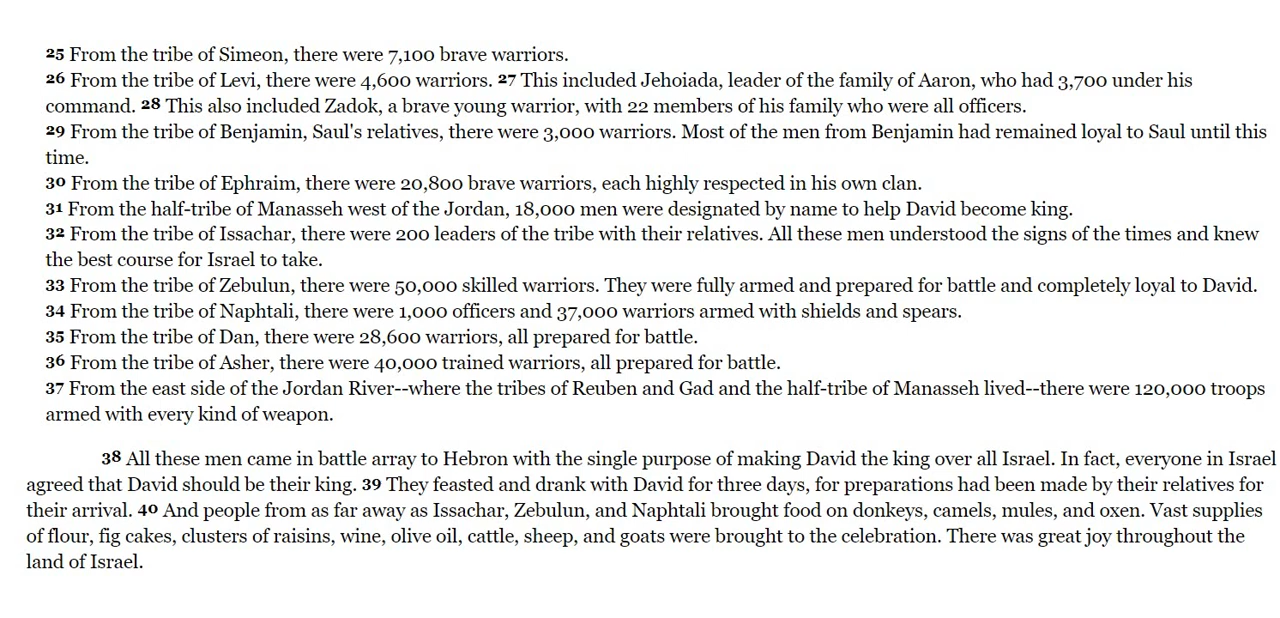 25 From the tribe of Simeon, there were 7,100 brave warriors.
26 From the tribe of Levi, there were 4,600 warriors. 27 This included Jehoiada, leader of the family of Aaron, who had 3,700 under his
command. 28 This also included Zadok, a brave young warrior, with 22 members of his family who were all officers.
29 From the tribe of Benjamin, Saul's relatives, there were 3,000 warriors. Most of the men from Benjamin had remained loyal to Saul until this
time.
30 From the tribe of Ephraim, there were 20,800 brave warriors, each highly respected in his own clan.
31 From the half-tribe of Manasseh west of the Jordan, 18,000 men were designated by name to help David become king.
32 From the tribe of Issachar, there were 200 leaders of the tribe with their relatives. All these men understood the signs of the times and knew
the best course for Israel to take.
33 From the tribe of Zebulun, there were 50,000 skilled warriors. They were fully armed and prepared for battle and completely loyal to David.
34 From the tribe of Naphtali, there were 1,000 officers and 37,000 warriors armed with shields and spears.
35 From the tribe of Dan, there were 28,600 warriors, all prepared for battle.
36 From the tribe of Asher, there were 40,000 trained warriors, all prepared for battle.
37 From the east side of the Jordan River--where the tribes of Reuben and Gad and the half-tribe of Manasseh lived--there were 120,000 troops
armed with every kind of weapon.
38 All these men came in battle array to Hebron with the single purpose of making David the king over all Israel. In fact, everyone in Israel
agreed that David should be their king. 39 They feasted and drank with David for three days, for preparations had been made by their relatives for
their arrival. 40 And people from as far away as Issachar, Zebulun, and Naphtali brought food on donkeys, camels, mules, and oxen. Vast supplies
of flour, fig cakes, clusters of raisins, wine, olive oil, cattle, sheep, and goats were brought to the celebration. There was great joy throughout the
land of Israel.